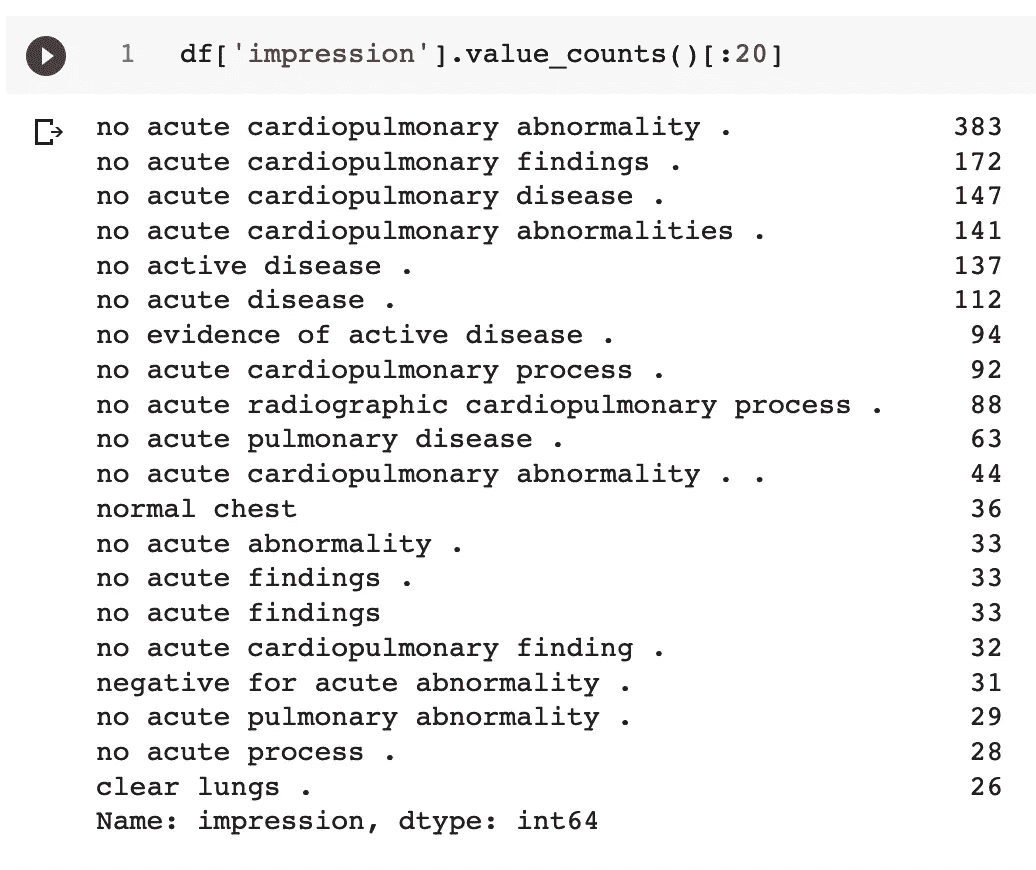 1 df['impression'].value_counts()[:20]
no acute cardiopulmonary abnormality . 383
no acute cardiopulmonary findings . 172
no acute cardiopulmonary disease . 147
no acute cardiopulmonary abnormalities . 141
no active disease . 137
no acute disease . 112
no evidence of active disease . 94
no acute cardiopulmonary process . 92
no acute radiographic cardiopulmonary process . 88
no acute pulmonary disease . 63
no acute cardiopulmonary abnormality . . 44
normal chest 36
no acute abnormality . 33
no acute findings . 33
no acute findings 33
no acute cardiopulmonary finding . 32
negative for acute abnormality . 31
no acute pulmonary abnormality . 29
no acute process . 28
clear lungs . 26
Name: impression, dtype: int64